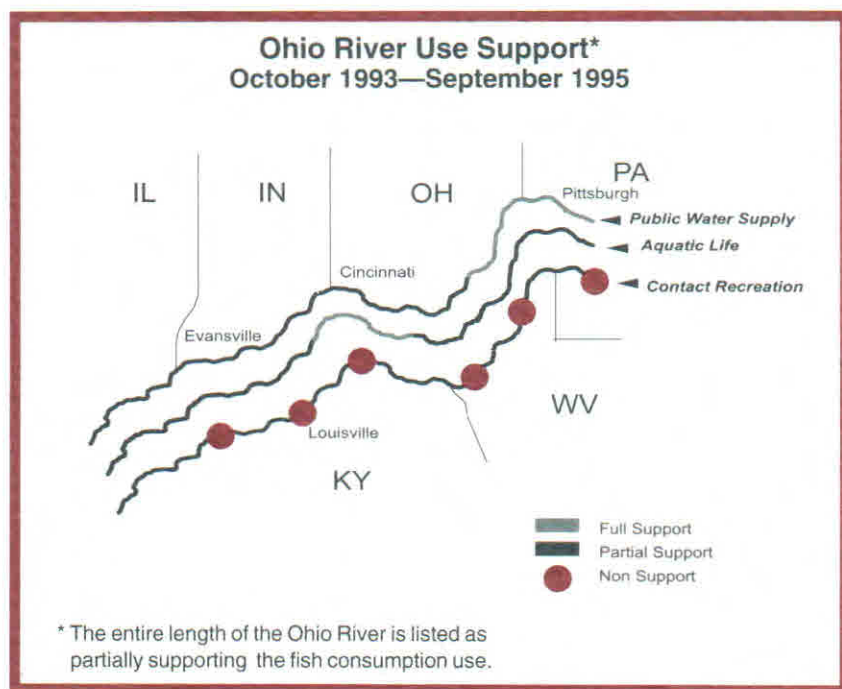 Ohio River Use Support*
October 1993—September 1995
IL
IN
OH
PA
Pittsburgh
Public Water Supply
Aquatic Life
Contact Recreation
Cincinnati
Evansville
WV
Louisville
KY
Full Support
Partial Support
Non Support
* The entire length of the Ohio River is listed as
partially supporting the fish consumption use.